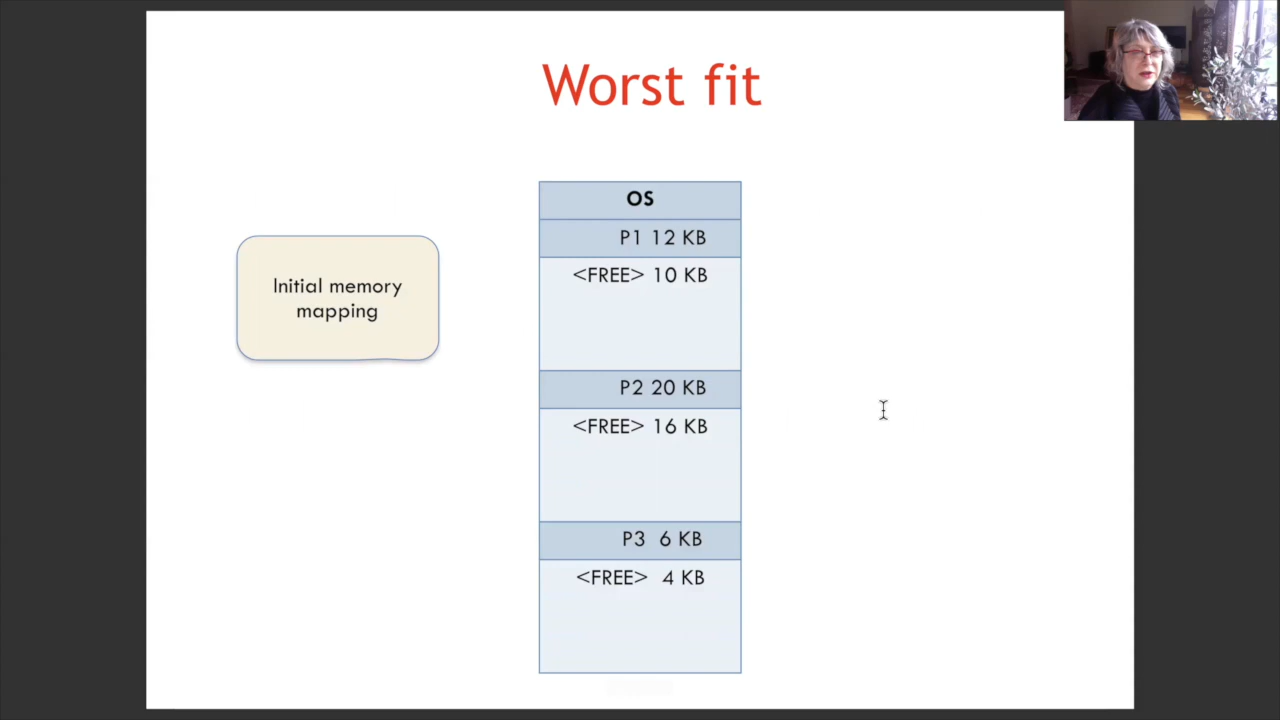 Worst fit
Initial memory
mapping
OS
P1 12 KB
<FREE> 10 KB
P2 20 KB
<FREE> 16 KB
P3 6 KB
<FREE> 4 KB